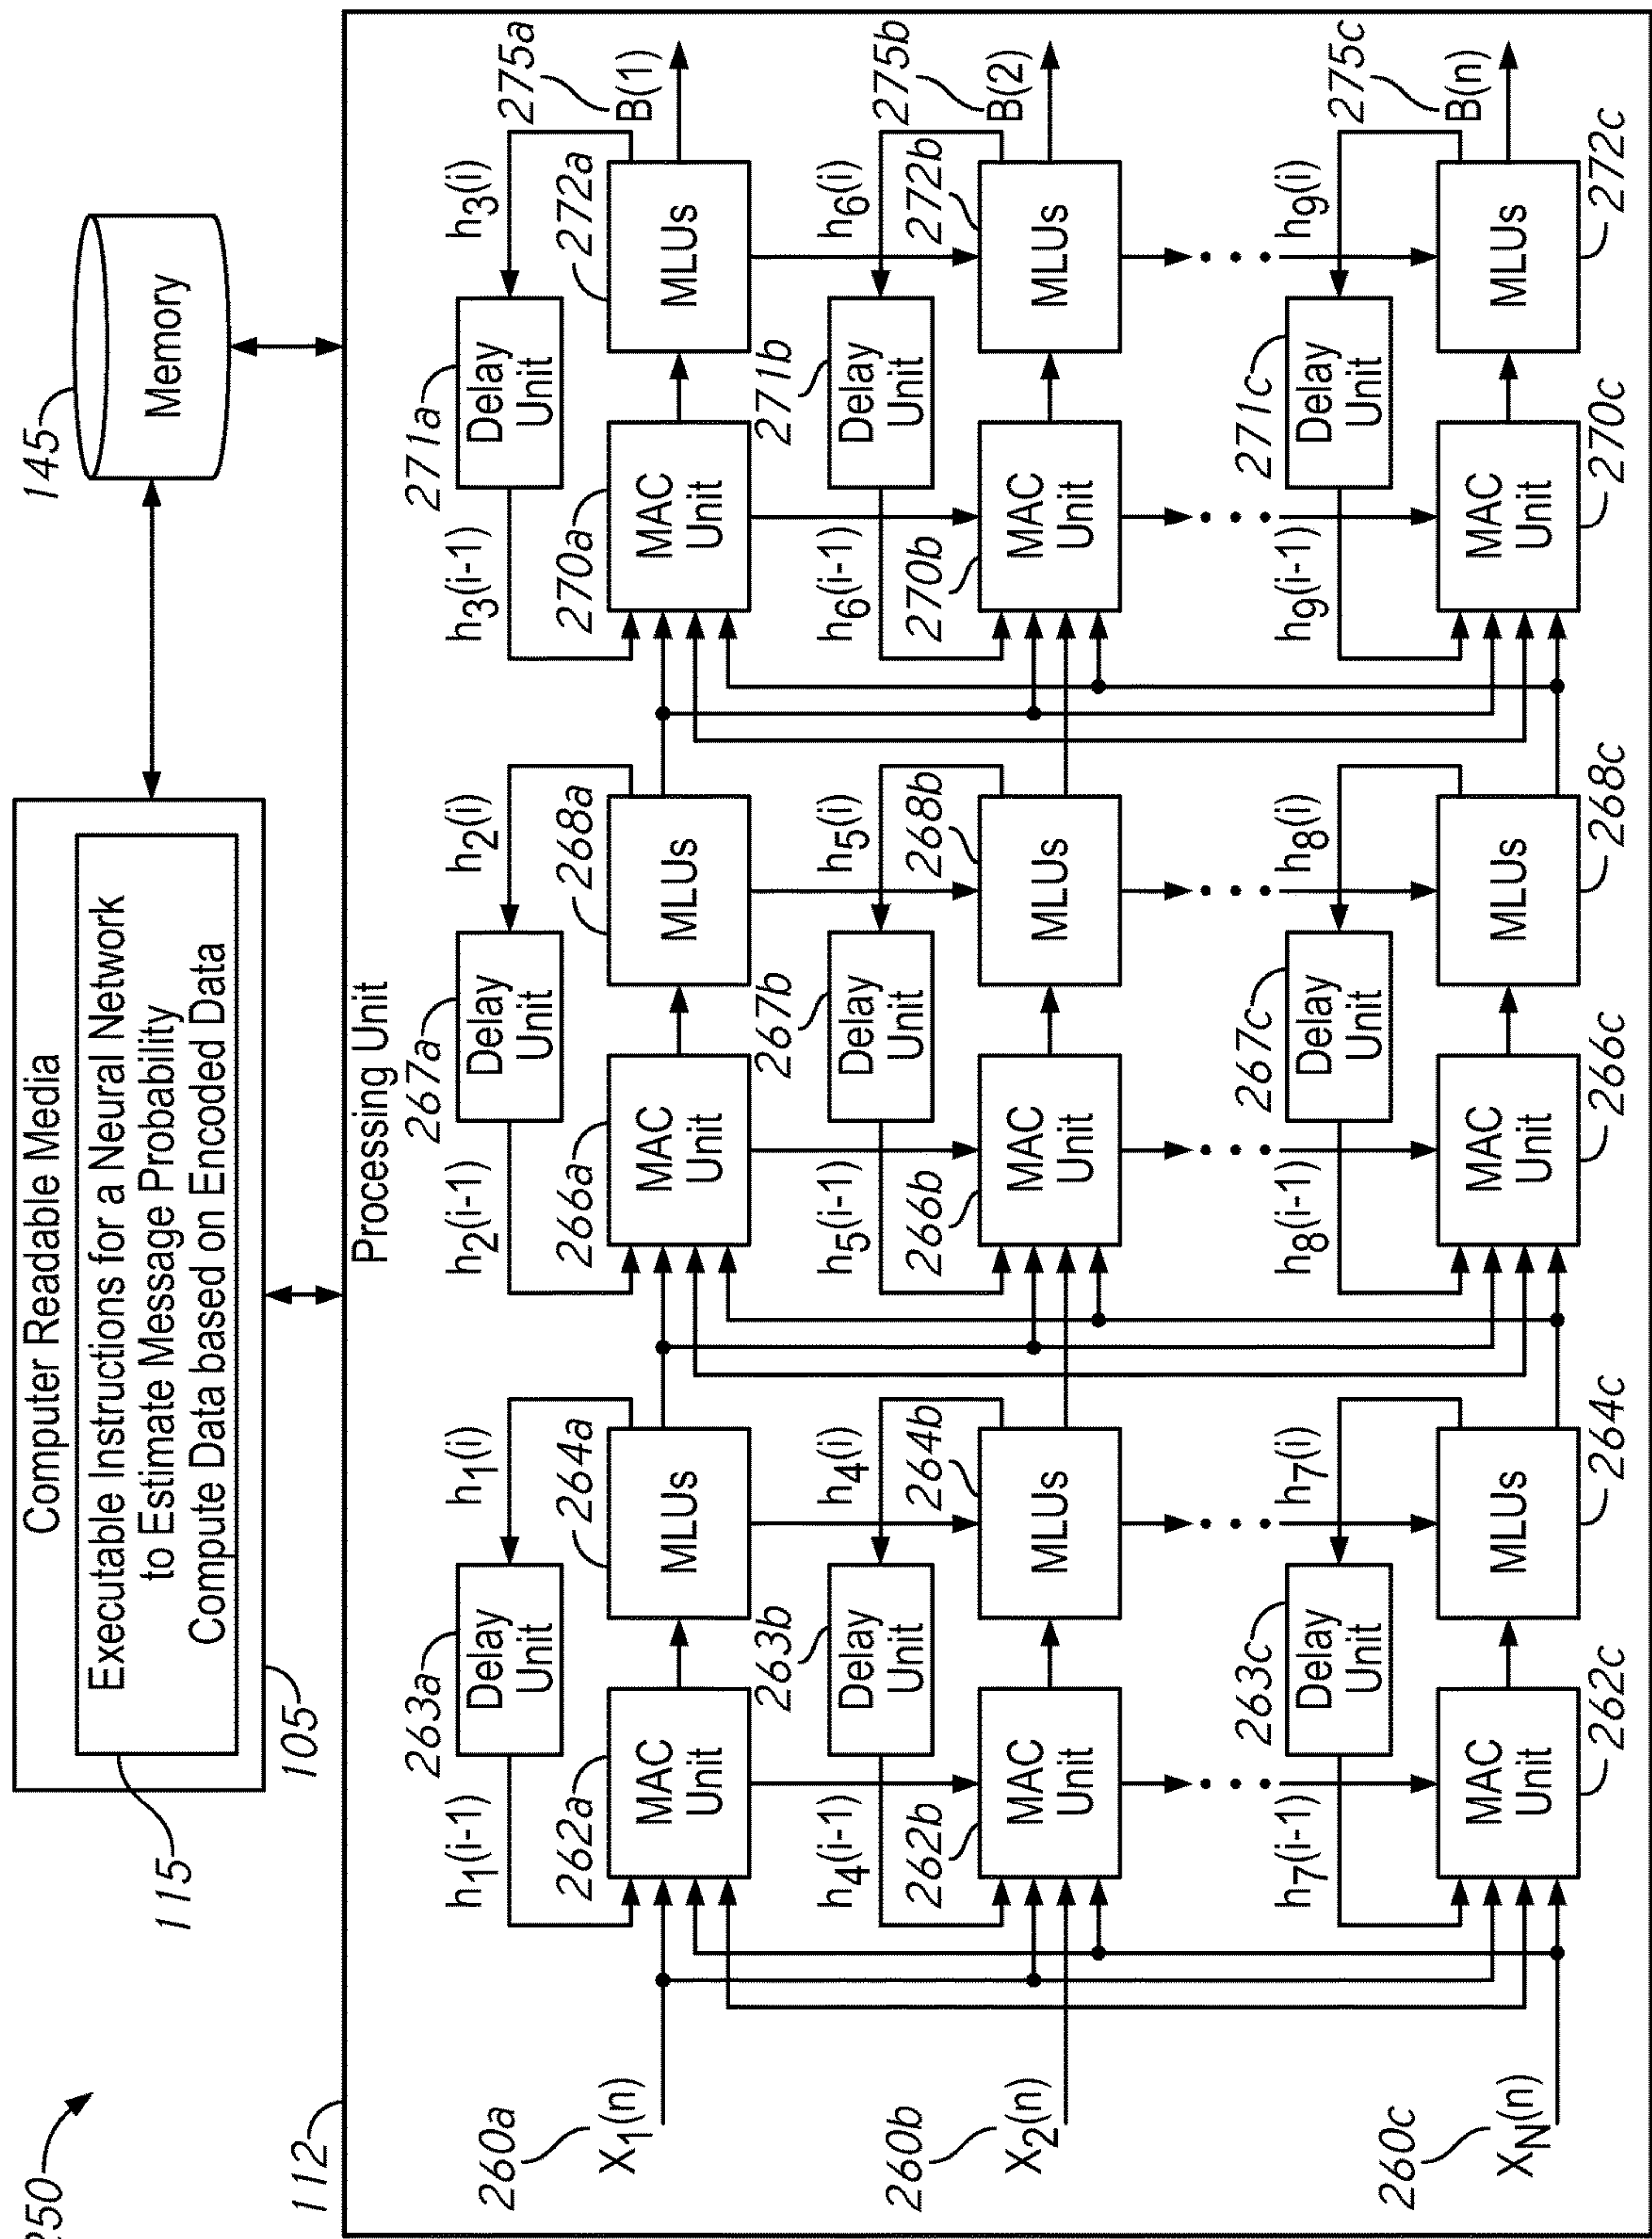 250
Computer Readable Media
Executable Instructions for a Neural Network
to Estimate Message Probability
Compute Data based on Encoded Data
115
105
145
Memory
112
Processing Unit
263a
267a
271a
h1(i-1)
Delay
Unit
h1(i)
h2(i-1)
Delay
Unit
h2(i)
h3(i-1)
Delay
Unit
h3(i)
275a
260a
262a
264a
266a
268a
270a
272a
B(1)
X1(n)
MAC
Unit
MLUs
MAC
Unit
MLUs
MAC
Unit
MLUs
263b
267b
271b
h4(i-1)
Delay
Unit
h4(i)
h5(i-1)
Delay
Unit
h5(i)
h6(i-1)
Delay
Unit
h6(i)
275b
260b
262b
264b
266b
268b
270b
272b
B(2)
X2(n)
MAC
Unit
MLUs
MAC
Unit
MLUs
MAC
Unit
MLUs
263c
267c
271c
h7(i-1)
Delay
Unit
h7(i)
h8(i-1)
Delay
Unit
h8(i)
h9(i-1)
Delay
Unit
h9(i)
275c
260c
B(n)
XN(n)
MAC
Unit
MLUs
MAC
Unit
MLUs
MAC
Unit
MLUs
262c
264c
266c
268c
270c
272c